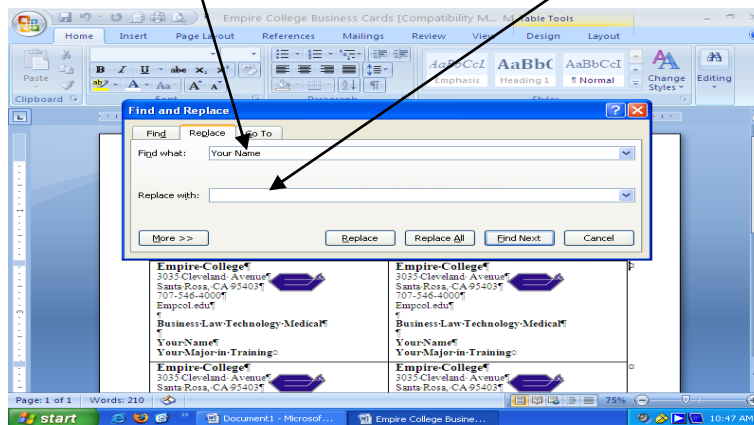 Empire College Business Cards [Compatibility M... M Table Tools
Home Insert Page Layout References Mailings Review View Design Layout
B I U abc x, x²
Aa A A
AaBbCcI AaBbC AaBbCcI
Emphasis Heading 1 ¶ Normal
Paste
Change Styles
Editing
Clipboard Font Paragraph Styles
L
Find and Replace
Find Replace Go To
Find what: Your Name
Replace with:
More >> Replace Replace All Find Next Cancel
Empire·College¶ Empire·College¶
3035·Cleveland·Avenue¶ 3035·Cleveland·Avenue¶
Santa·Rosa,·CA·95403¶ Santa·Rosa,·CA·95403¶
707-546-4000¶ 707-546-4000¶
Empcol.edu¶ Empcol.edu¶
¶ ¶
Business·Law·Technology·Medical¶ Business·Law·Technology·Medical¶
¶ ¶
Your·Name¶ Your·Name¶
Your·Major·in·Training¤ Your·Major·in·Training¤
Empire·College¶ Empire·College¶
3035·Cleveland·Avenue¶ 3035·Cleveland·Avenue¶
Santa·Rosa,·CA·95403¶ Santa·Rosa,·CA·95403¶
Page: 1 of 1 Words: 210 75%
start Document1 - Microsof... Empire College Busine... 10:47 AM